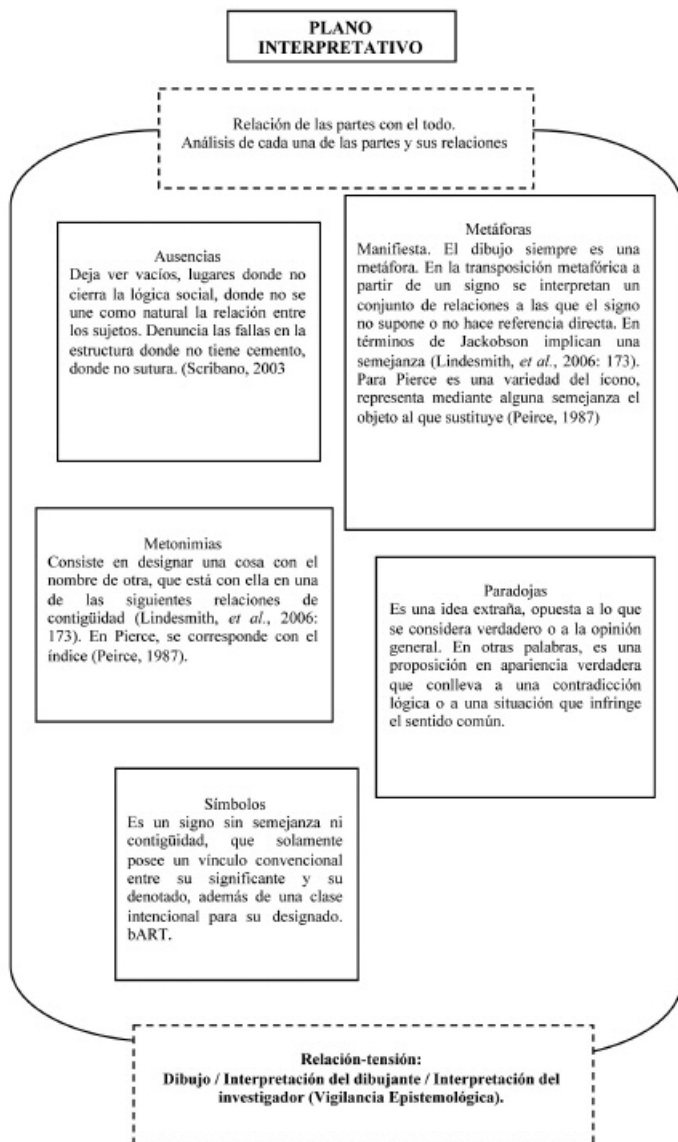 PLANO
INTERPRETATIVO
Relación de las partes con el todo.
Análisis de cada una de las partes y sus relaciones
Ausencias
Deja ver vacíos, lugares donde no
cierra la lógica social, donde no se
une como natural la relación entre
los sujetos. Denuncia las fallas en la
estructura donde no tiene cemento,
donde no sutura. (Scribano, 2003
Metáforas
Manifiesta. El dibujo siempre es una
metáfora. En la transposición metafórica a
partir de un signo se interpretan un
conjunto de relaciones a las que el signo
no supone o no hace referencia directa. En
términos de Jackobson implican una
semejanza (Lindesmith, et al., 2006: 173).
Para Pierce es una variedad del ícono,
representa mediante alguna semejanza el
objeto al que sustituye (Peirce, 1987)
Metonimias
Consiste en designar una cosa con el
nombre de otra, que está con ella en una
de las siguientes relaciones de
contigüidad (Lindesmith, et al., 2006:
173). En Pierce, se corresponde con el
índice (Peirce, 1987).
Paradojas
Es una idea extraña, opuesta a lo que
se considera verdadero o a la opinión
general. En otras palabras, es una
proposición en apariencia verdadera
que conlleva a una contradicción
lógica o a una situación que infringe
el sentido común.
Símbolos
Es un signo sin semejanza ni
contigüidad, que solamente
posee un vínculo convencional
entre su significante y su
denotado, además de una clase
intencional para su designado.
bART.
Relación-tensión:
Dibujo / Interpretación del dibujante / Interpretación del
investigador (Vigilancia Epistemológica).